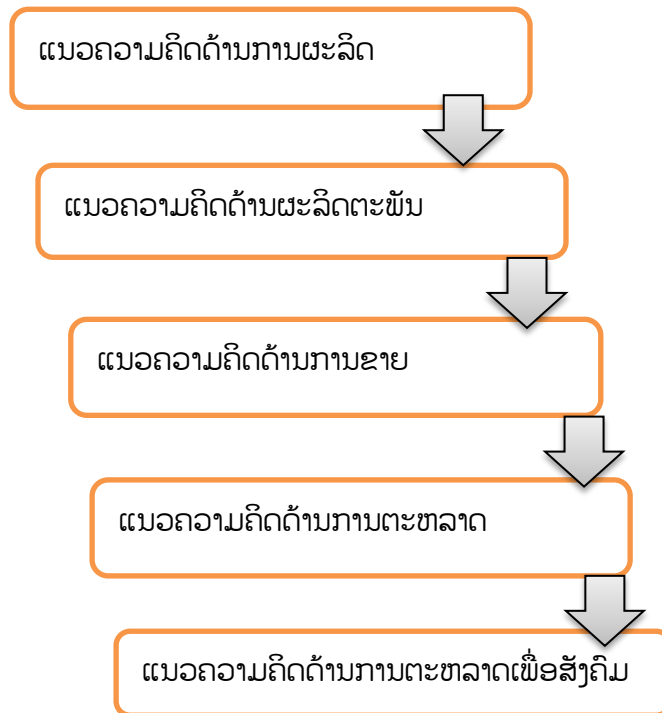 ແນວຄວາມຄິດດ້ານການຜະລິດ
ແນວຄວາມຄິດດ້ານຜະລິດຕະພັນ
ແນວຄວາມຄິດດ້ານການຂາຍ
ແນວຄວາມຄິດດ້ານການຕະຫລາດ
ແນວຄວາມຄິດດ້ານການຕະຫລາດເພື່ອສັງຄົມ